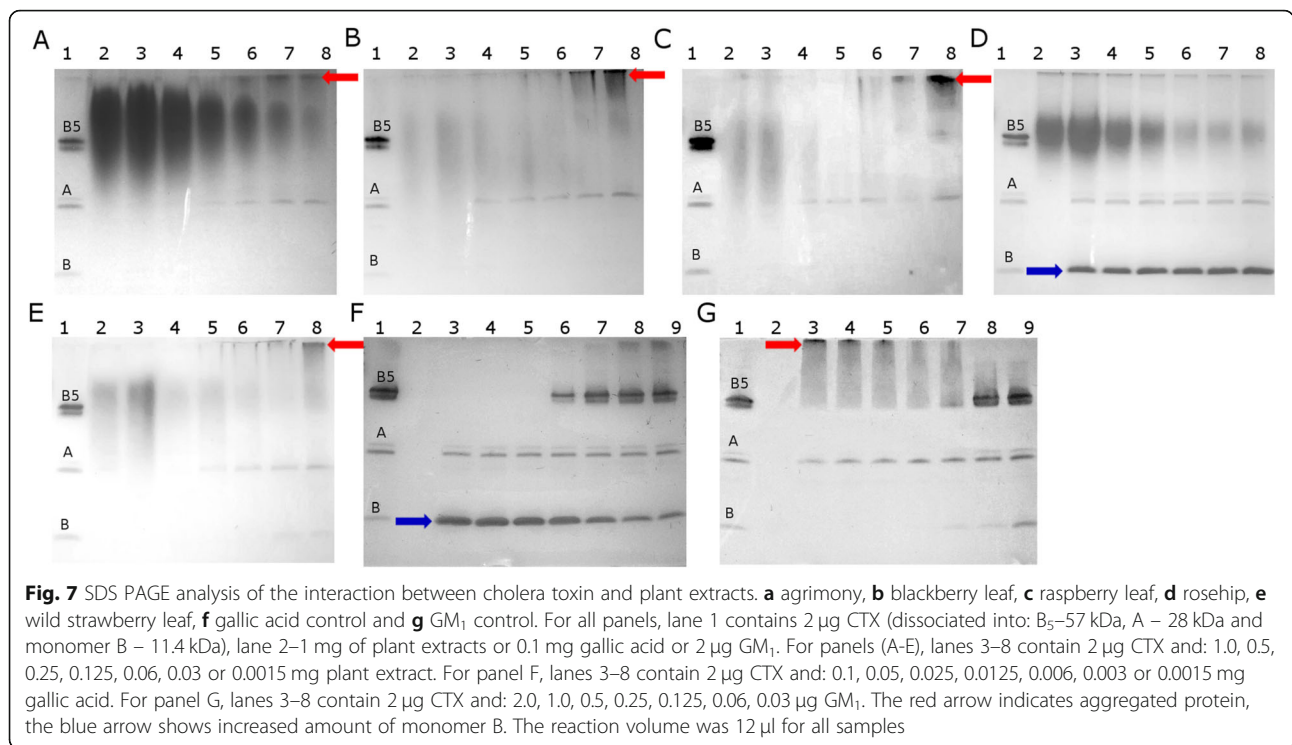 A
1 2 3 4 5 6 7 8
B5
A
B
B
1 2 3 4 5 6 7 8
B5
A
B
C
1 2 3 4 5 6 7 8
B5
A
B
D
1 2 3 4 5 6 7 8
B5
A
B
E
1 2 3 4 5 6 7 8
B5
A
B
F
1 2 3 4 5 6 7 8 9
B5
A
B
G
1 2 3 4 5 6 7 8 9
B5
A
B
Fig. 7 SDS PAGE analysis of the interaction between cholera toxin and plant extracts. a agrimony, b blackberry leaf, c raspberry leaf, d rosehip, e
wild strawberry leaf, f gallic acid control and g GM₁ control. For all panels, lane 1 contains 2 μg CTX (dissociated into: B₅–57 kDa, A – 28 kDa and
monomer B – 11.4 kDa), lane 2–1 mg of plant extracts or 0.1 mg gallic acid or 2 μg GM₁. For panels (A-E), lanes 3–8 contain 2 μg CTX and: 1.0, 0.5,
0.25, 0.125, 0.06, 0.03 or 0.0015 mg plant extract. For panel F, lanes 3–8 contain 2 μg CTX and: 0.1, 0.05, 0.025, 0.0125, 0.006, 0.003 or 0.0015 mg
gallic acid. For panel G, lanes 3–8 contain 2 μg CTX and: 2.0, 1.0, 0.5, 0.25, 0.125, 0.06, 0.03 μg GM₁. The red arrow indicates aggregated protein,
the blue arrow shows increased amount of monomer B. The reaction volume was 12 μl for all samples